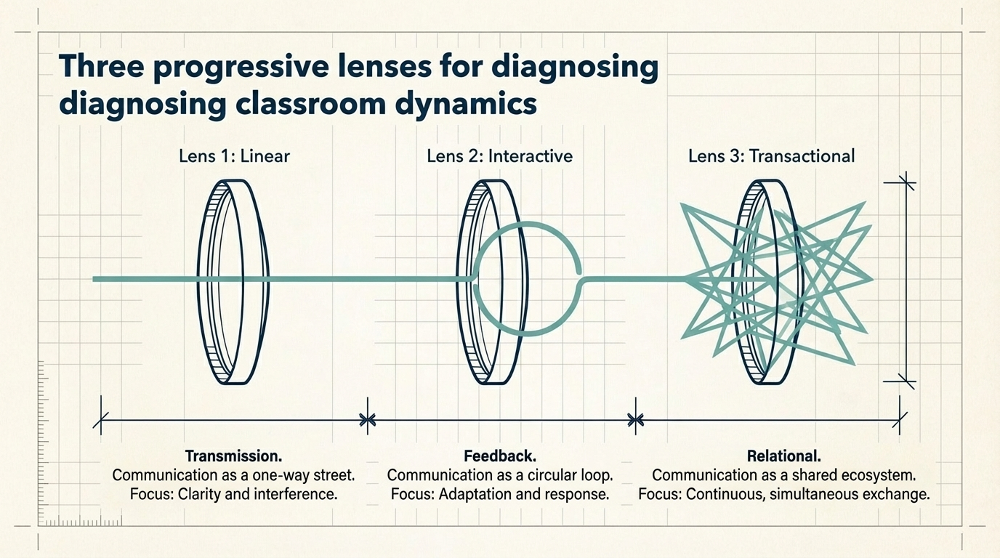 Three progressive lenses for diagnosing
diagnosing classroom dynamics
Lens 1: Linear
Lens 2: Interactive
Lens 3: Transactional
Transmission.
Communication as a one-way street.
Focus: Clarity and interference.
Feedback.
Communication as a circular loop.
Focus: Adaptation and response.
Relational.
Communication as a shared ecosystem.
Focus: Continuous, simultaneous exchange.